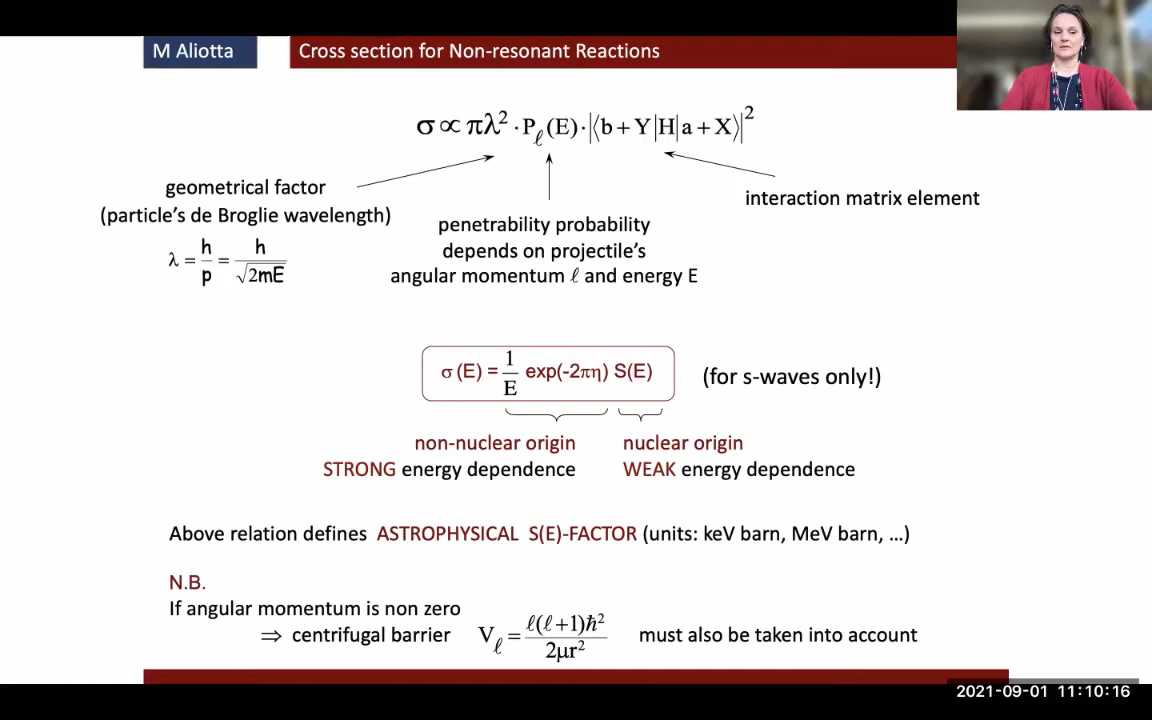 M Aliotta
Cross section for Non-resonant Reactions
σ ∝ πλ² · Pℓ(E) · |⟨b + Y|H|a + X⟩|²
geometrical factor
(particle's de Broglie wavelength)
λ = h/p = h/√2mE
penetrability probability
depends on projectile's
angular momentum ℓ and energy E
interaction matrix element
σ (E) = 1/E exp(-2πη) S(E)
(for s-waves only!)
non-nuclear origin
STRONG energy dependence
nuclear origin
WEAK energy dependence
Above relation defines ASTROPHYSICAL S(E)-FACTOR (units: keV barn, MeV barn, ...)
N.B.
If angular momentum is non zero
⇒ centrifugal barrier Vℓ = ℓ(ℓ+1)ħ²/2μr² must also be taken into account
2021-09-01 11:10:16